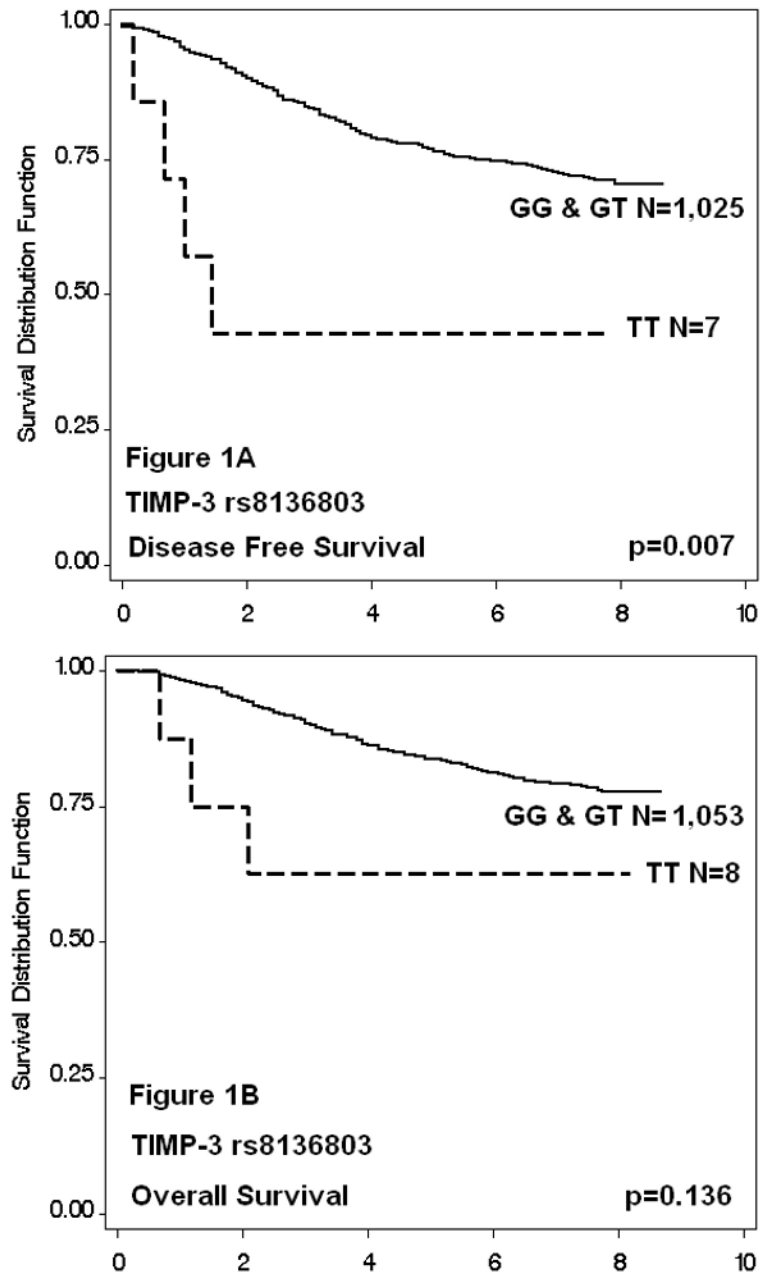 1.00
0.75
0.50
0.25
0.00
Survival Distribution Function
GG & GT N=1,025
TT N=7
Figure 1A
TIMP-3 rs8136803
Disease Free Survival p=0.007
0 2 4 6 8 10
1.00
0.75
0.50
0.25
0.00
Survival Distribution Function
GG & GT N=1,053
TT N=8
Figure 1B
TIMP-3 rs8136803
Overall Survival p=0.136
0 2 4 6 8 10